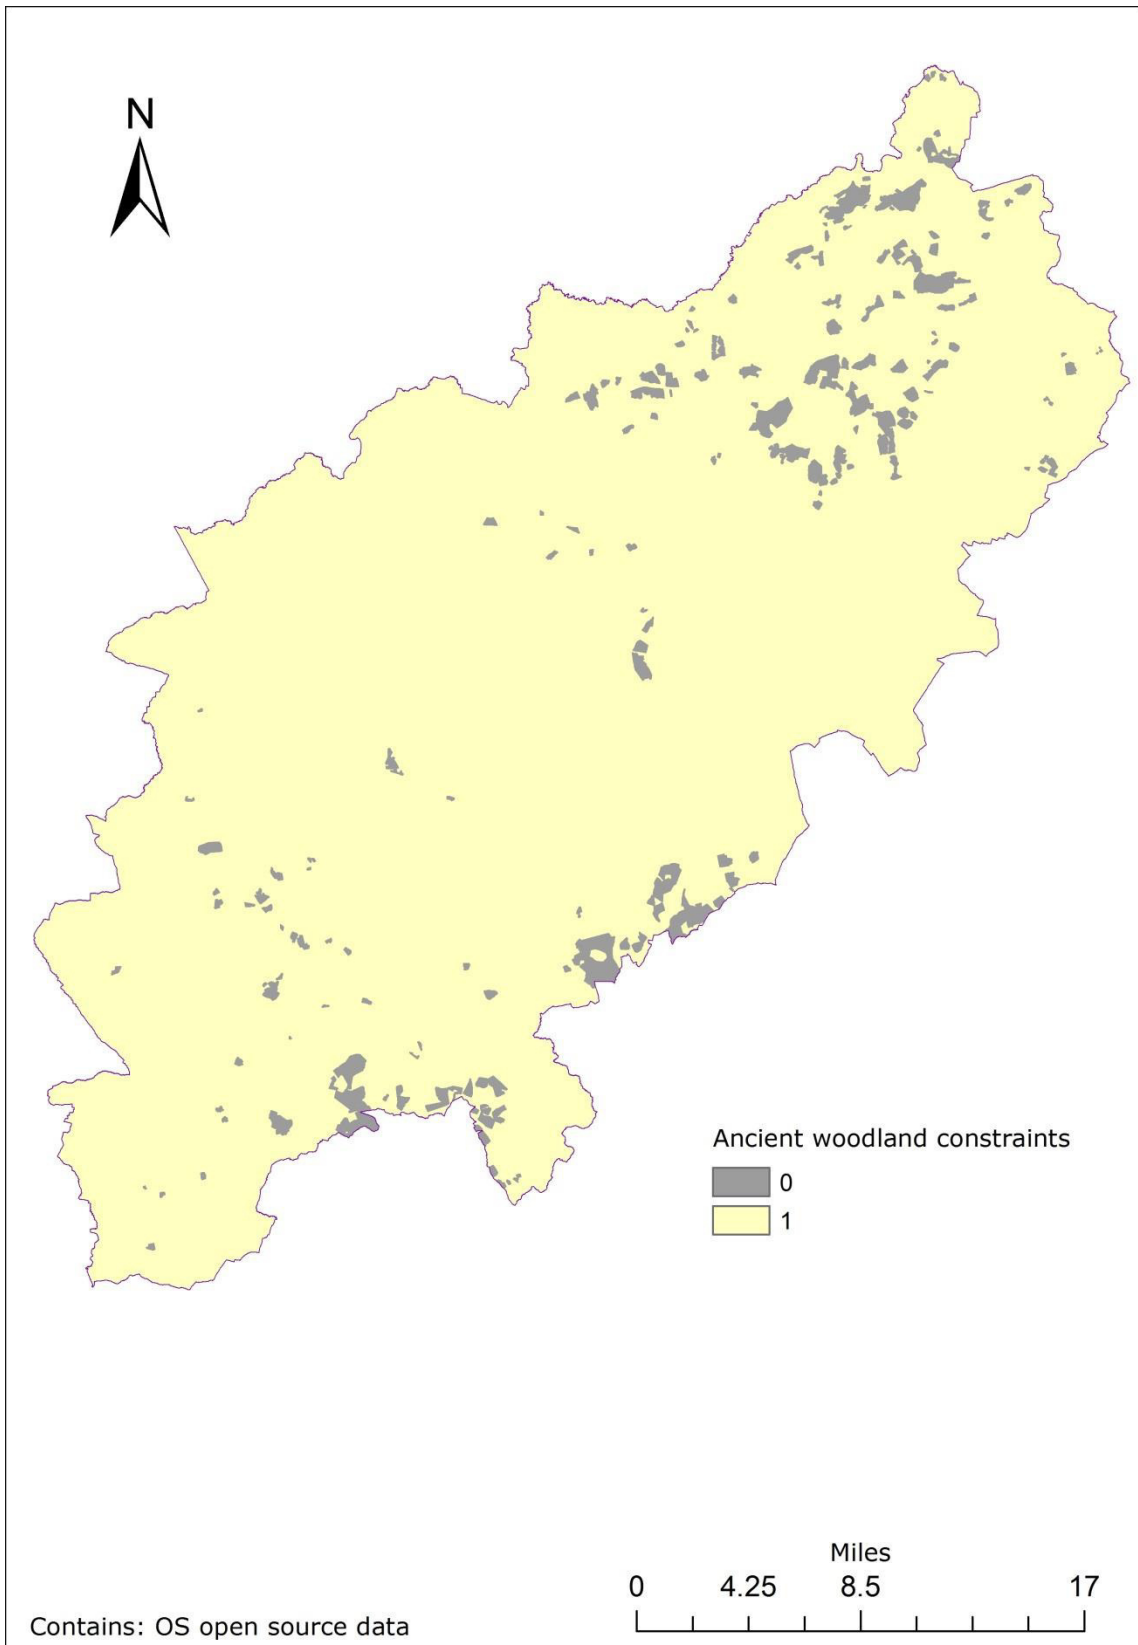 N
Ancient woodland constraints
0
1
Miles
0 4.25 8.5 17
Contains: OS open source data